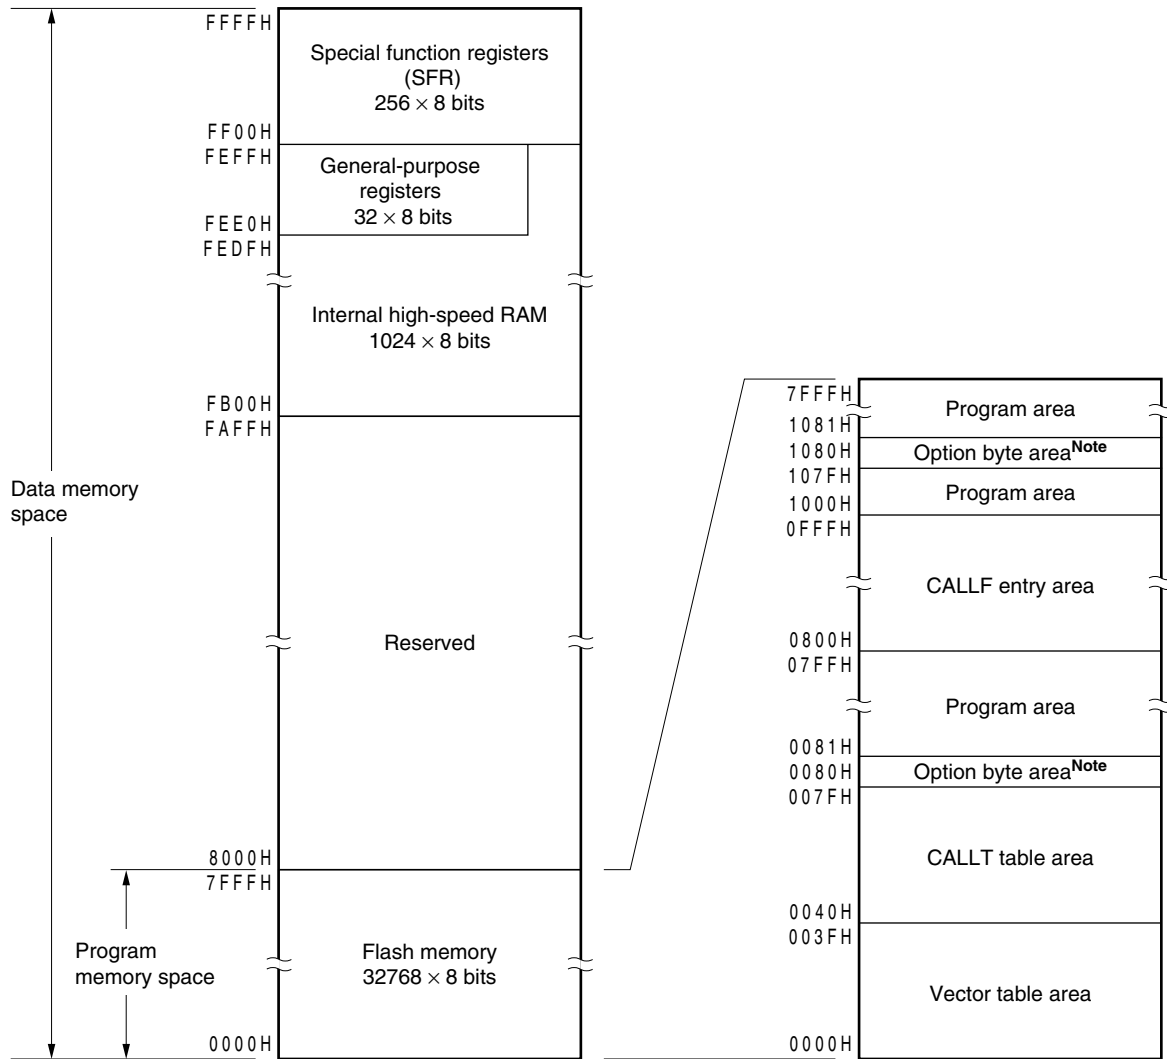 FFFFH
Special function registers
(SFR)
256 × 8 bits
FF00H
FEFFH
General-purpose
registers
32 × 8 bits
FEE0H
FEDFH
Internal high-speed RAM
1024 × 8 bits
FB00H
FAFFH
Data memory
space
Reserved
8000H
7FFFH
Program
memory space
Flash memory
32768 × 8 bits
0000H
7FFFH
Program area
1081H
1080H
Option byte areaNote
107FH
Program area
1000H
0FFFH
CALLF entry area
0800H
07FFH
Program area
0081H
0080H
Option byte areaNote
007FH
CALLT table area
0040H
003FH
Vector table area
0000H